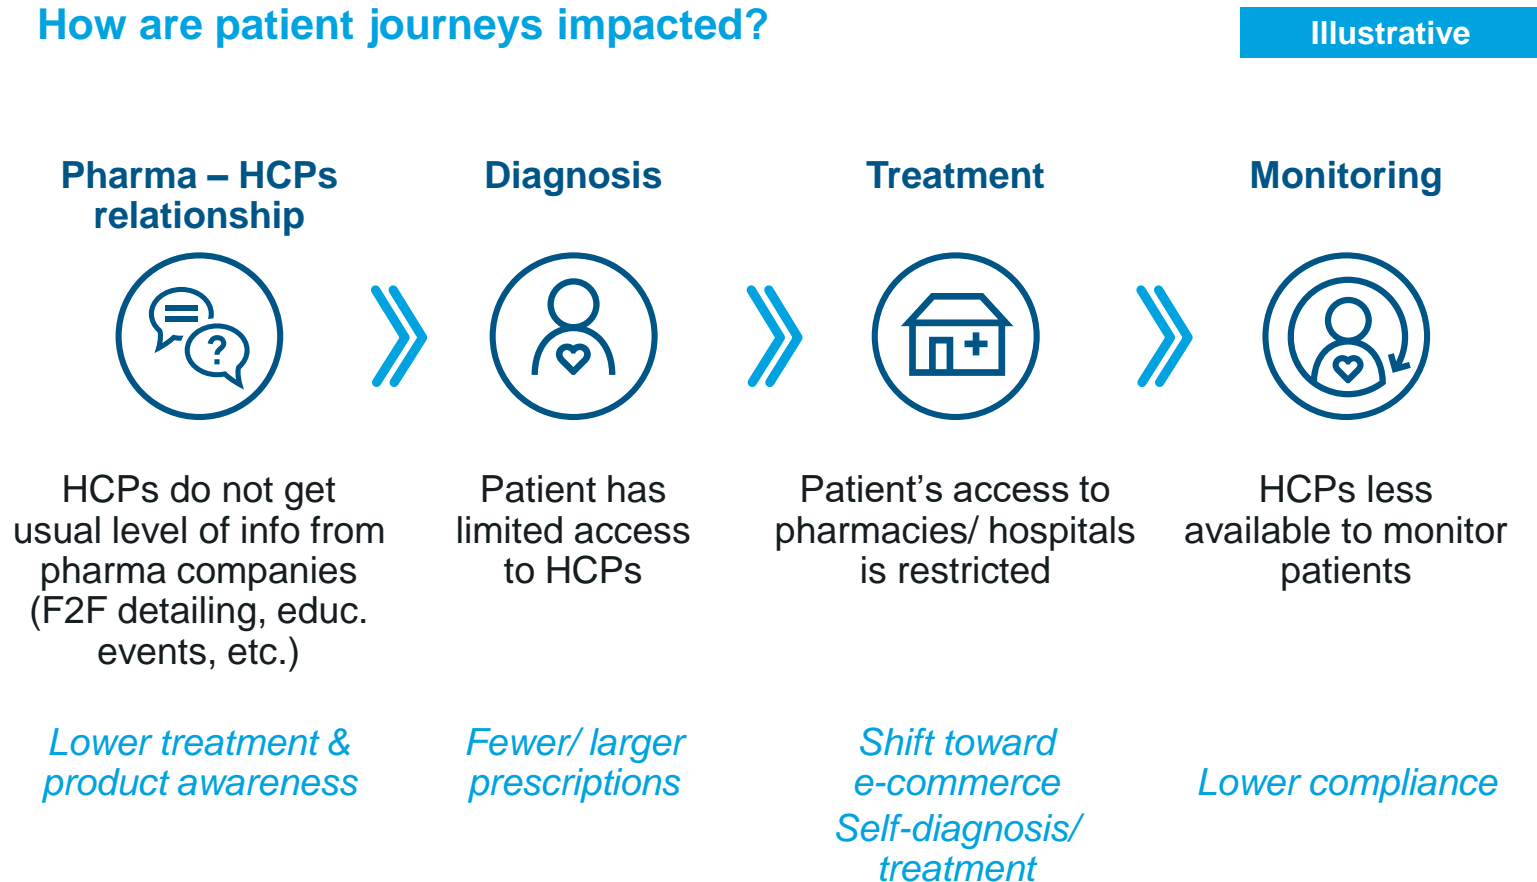 How are patient journeys impacted?
Illustrative
Pharma – HCPs
relationship
?
HCPs do not get
usual level of info from
pharma companies
(F2F detailing, educ.
events, etc.)
Lower treatment &
product awareness
Diagnosis
Patient has
limited access
to HCPs
Fewer/ larger
prescriptions
Treatment
Patient’s access to
pharmacies/ hospitals
is restricted
Shift toward
e-commerce
Self-diagnosis/
treatment
Monitoring
HCPs less
available to monitor
patients
Lower compliance